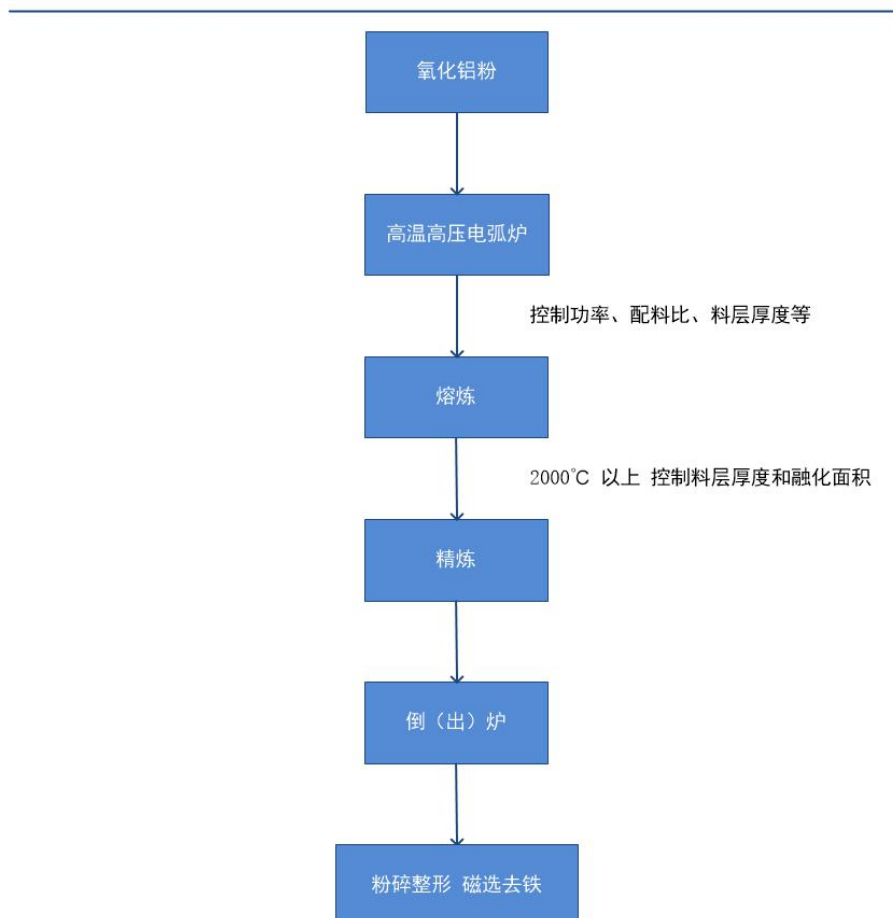 氧化铝粉
高温高压电弧炉
控制功率、配料比、料层厚度等
熔炼
2000℃ 以上 控制料层厚度和融化面积
精炼
倒（出）炉
粉碎整形 磁选去铁